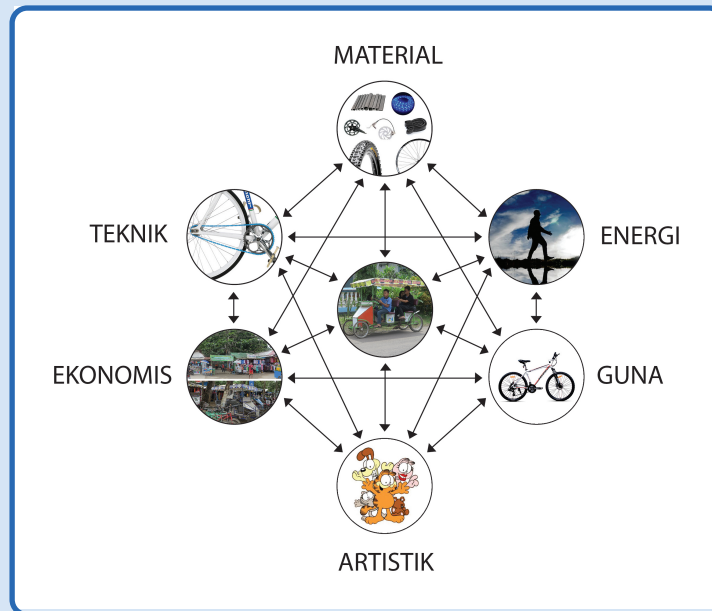 MATERIAL
TEKNIK
ENERGI
EKONOMIS
GUNA
ARTISTIK